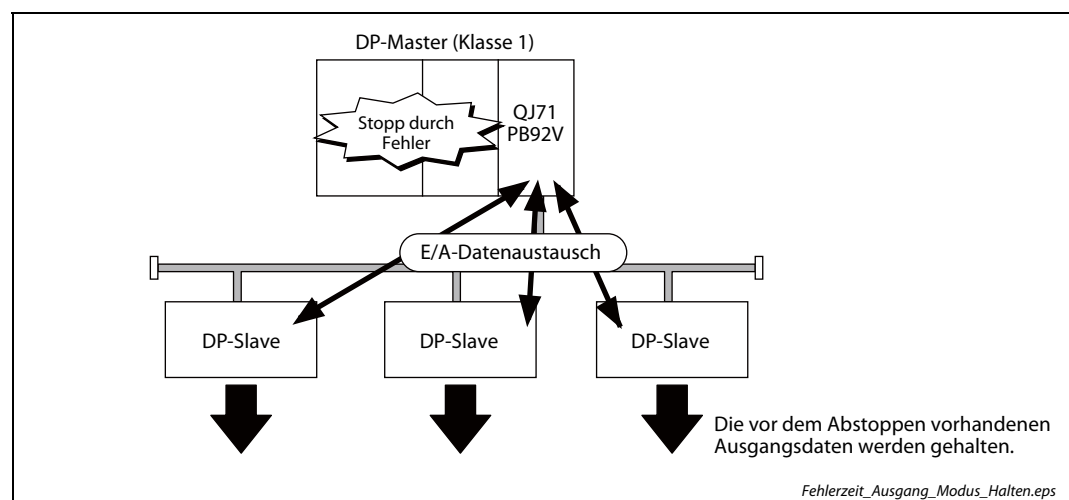 DP-Master (Klasse 1)
Stopp durch
Fehler
QJ71
PB92V
E/A-Datenaustausch
DP-Slave
DP-Slave
DP-Slave
Die vor dem Abstoppen vorhandenen
Ausgangsdaten werden gehalten.
Fehlerzeit_Ausgang_Modus_Halten.eps